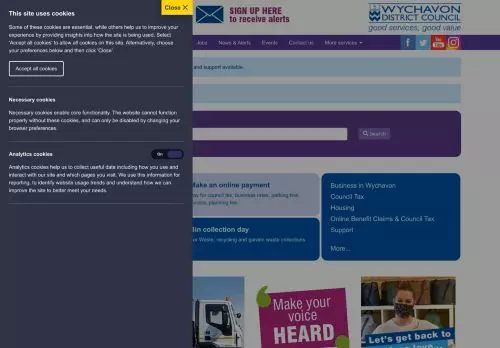 Close ×
This site uses cookies
Some of these cookies are essential, while others help us to improve your
experience by providing insights into how the site is being used. Select
'Accept all cookies' to allow all cookies on this site. Alternatively, choose
your preferences below and then click 'Close'.
Accept all cookies
Necessary cookies
Necessary cookies enable core functionality. The website cannot function
properly without these cookies, and can only be disabled by changing your
browser preferences.
Analytics cookies
On
Analytics cookies help us to collect useful data including how you use and
interact with our site and which pages you visit. We use this information for
reporting, to identify website usage trends and understand how we can
improve the site to better meet your needs.
SIGN UP HERE
to receive alerts
WYCHAVON
DISTRICT COUNCIL
good services, good value
Jobs
News & Alerts
Events
Contact us
More services
You Tube
and support available.
Search
Make an online payment
for council tax, business rates, parking fine
planning fee.
Bin collection day
Waste, recycling and garden waste collections
Business in Wychavon
Council Tax
Housing
Online Benefit Claims & Council Tax
Support
More...
Make your
voice
HEARD
Let's get back to